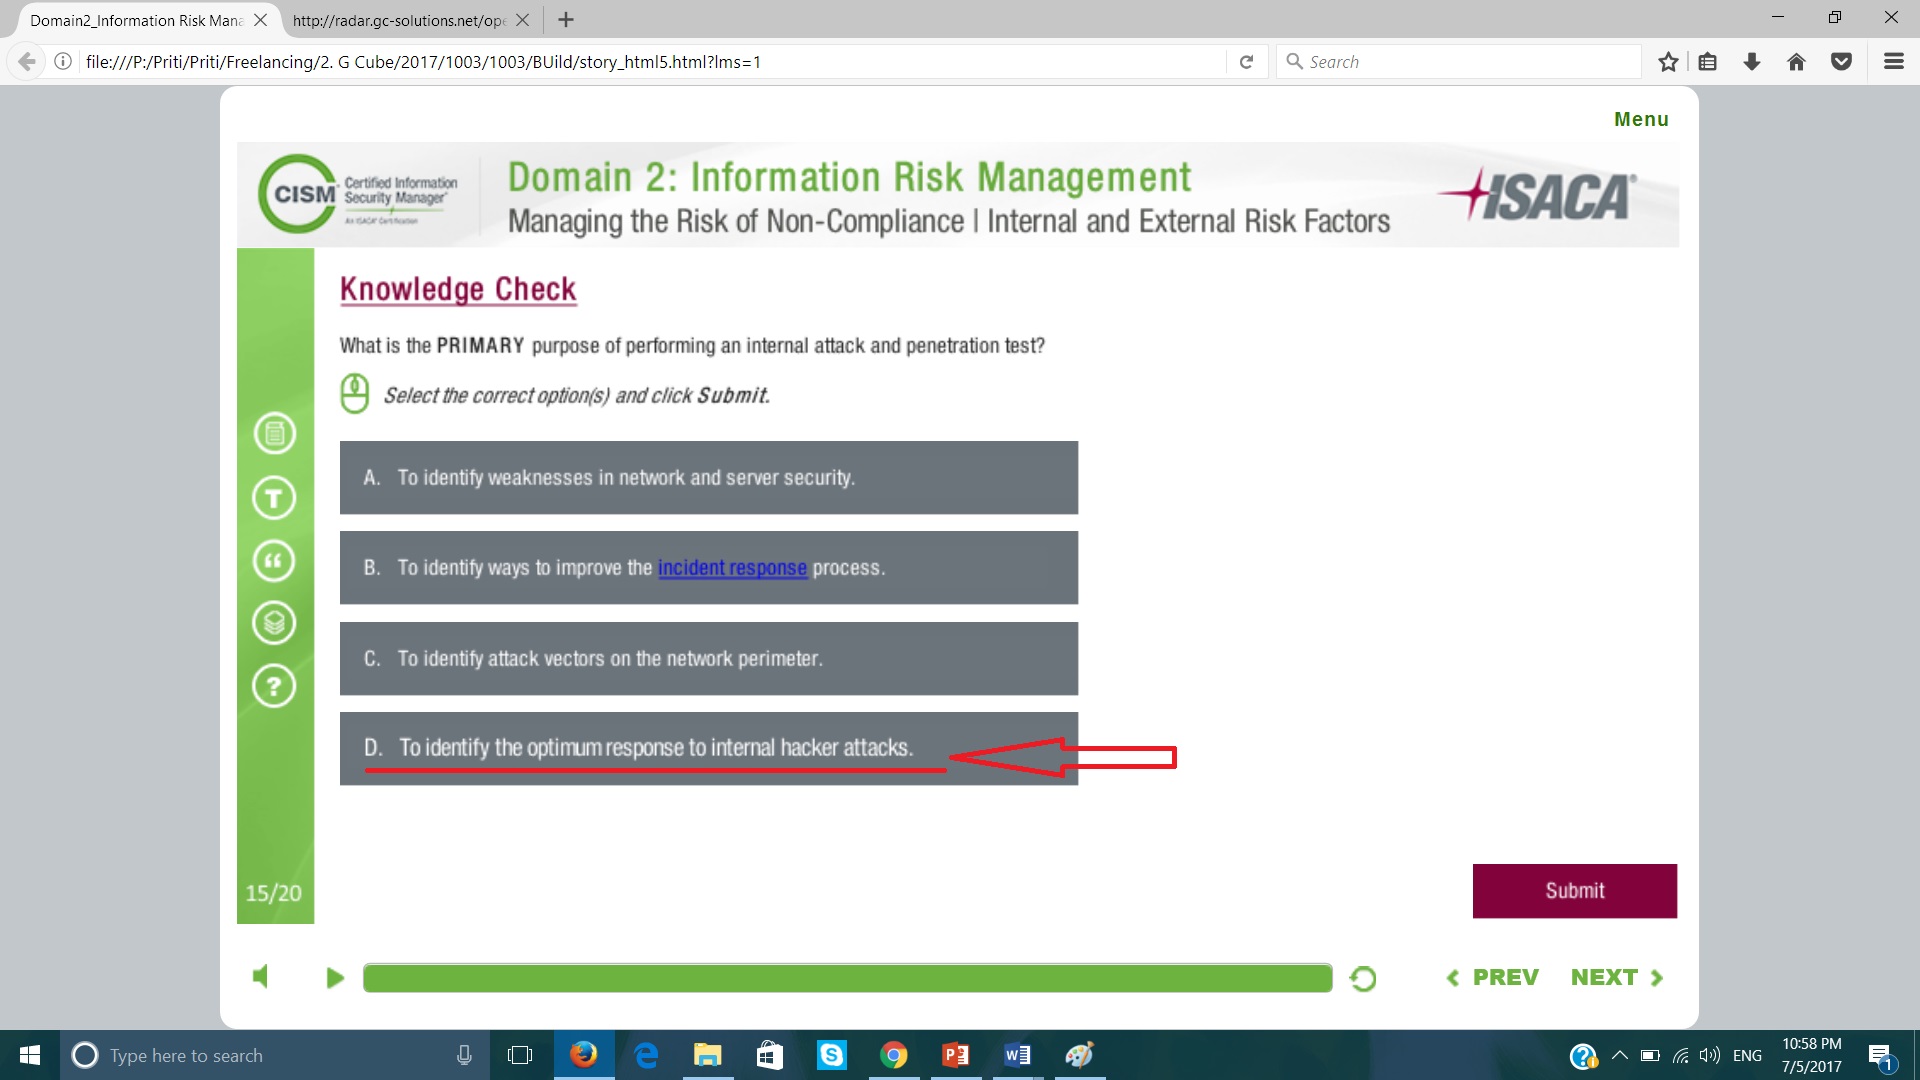 Domain2_Information Risk Mana
http://radar.gc-solutions.net/ope
file:///P:/Priti/Priti/Freelancing/2. G Cube/2017/1003/1003/BUild/story_html5.html?lms=1
Search
Menu
CISM Certified Information Security Manager
An ISACA Certification
Domain 2: Information Risk Management
Managing the Risk of Non-Compliance | Internal and External Risk Factors
ISACA
Knowledge Check
What is the PRIMARY purpose of performing an internal attack and penetration test?
Select the correct option(s) and click Submit.
A. To identify weaknesses in network and server security.
B. To identify ways to improve the incident response process.
C. To identify attack vectors on the network perimeter.
D. To identify the optimum response to internal hacker attacks.
15/20
Submit
PREV
NEXT
Type here to search
ENG
10:58 PM
7/5/2017
1